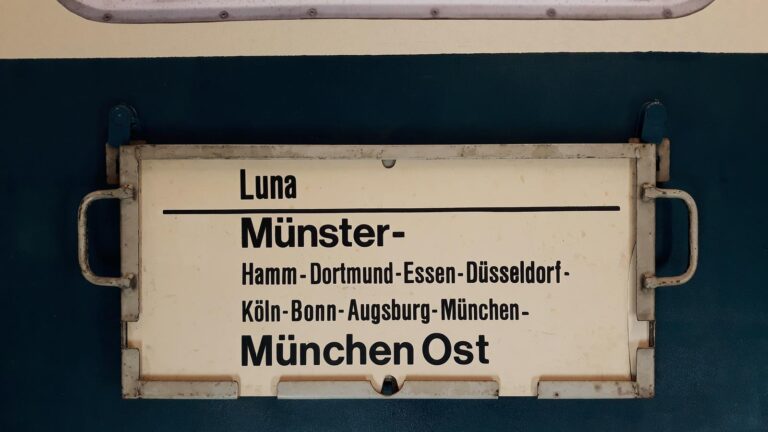 Luna
Münster-
Hamm-Dortmund-Essen-Düsseldorf-
Köln-Bonn-Augsburg-München-
München Ost